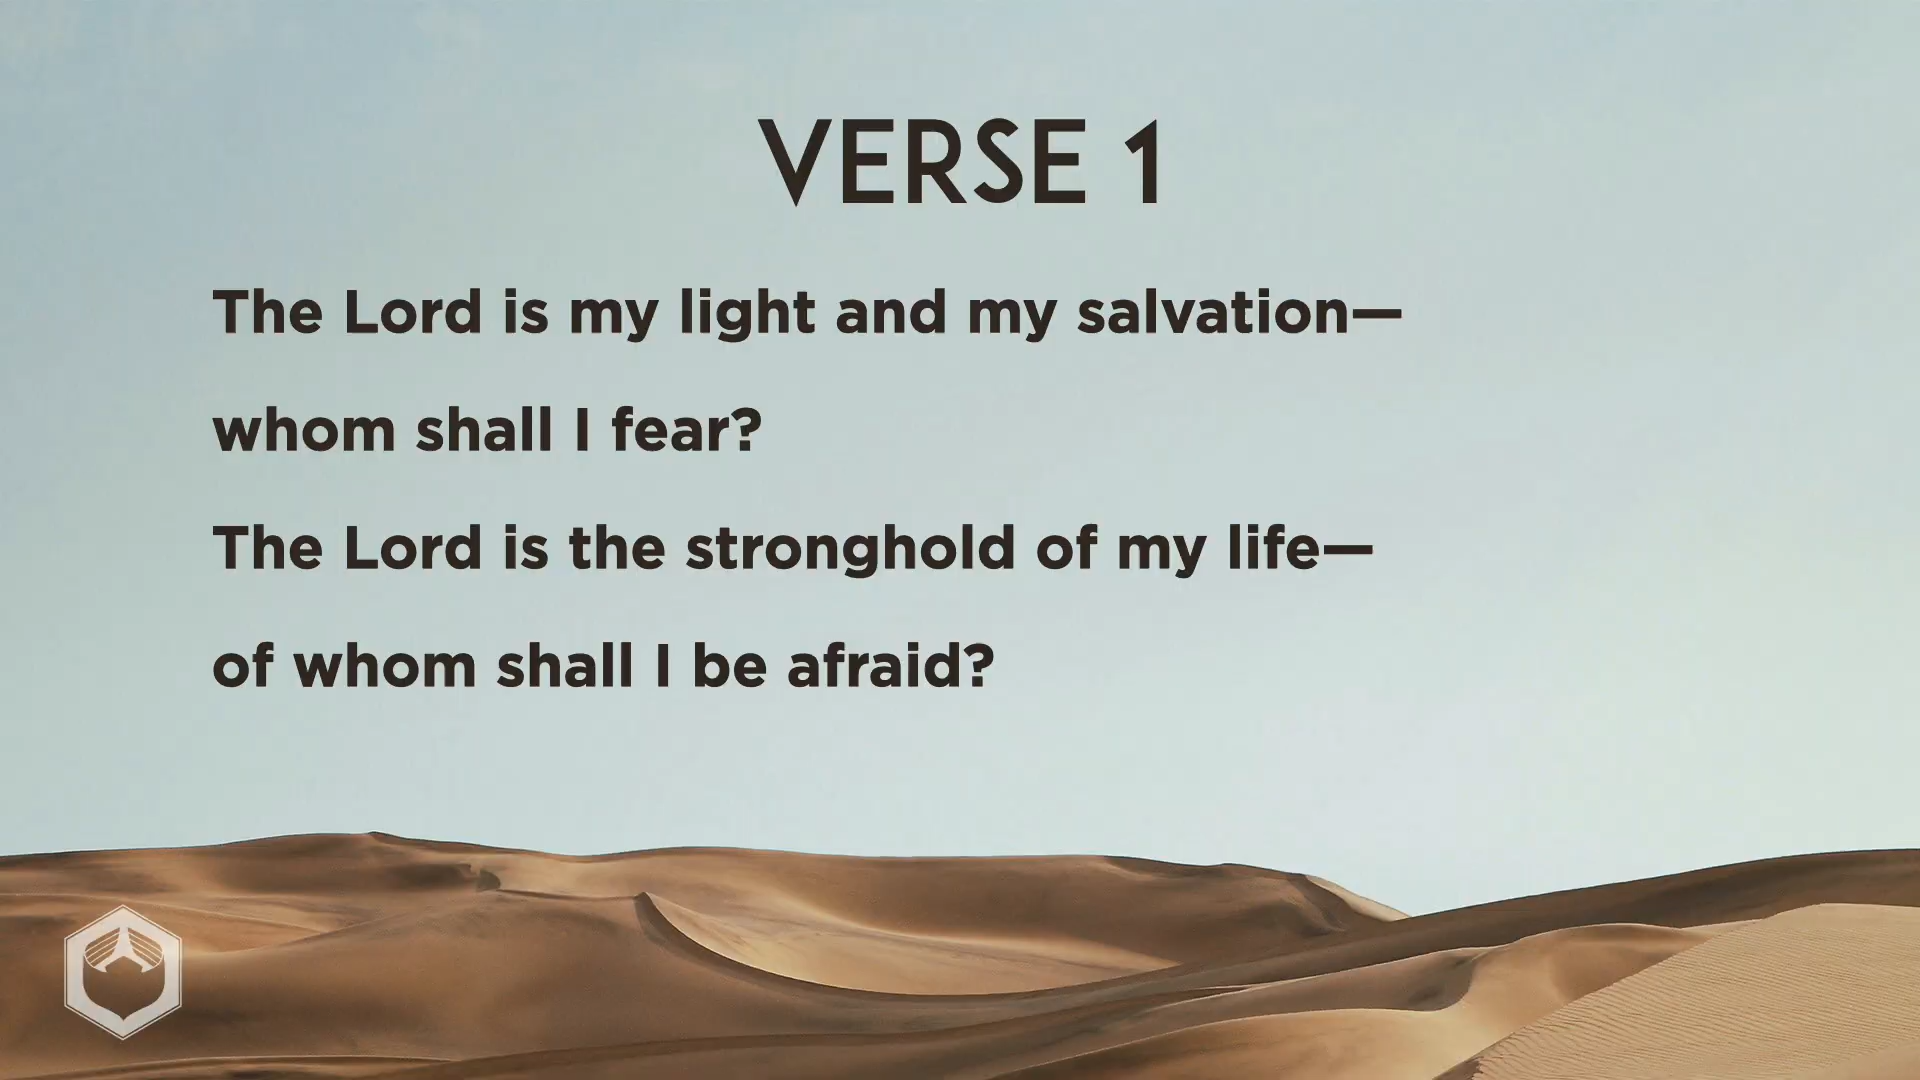 VERSE 1
The Lord is my light and my salvation—
whom shall I fear?
The Lord is the stronghold of my life—
of whom shall I be afraid?